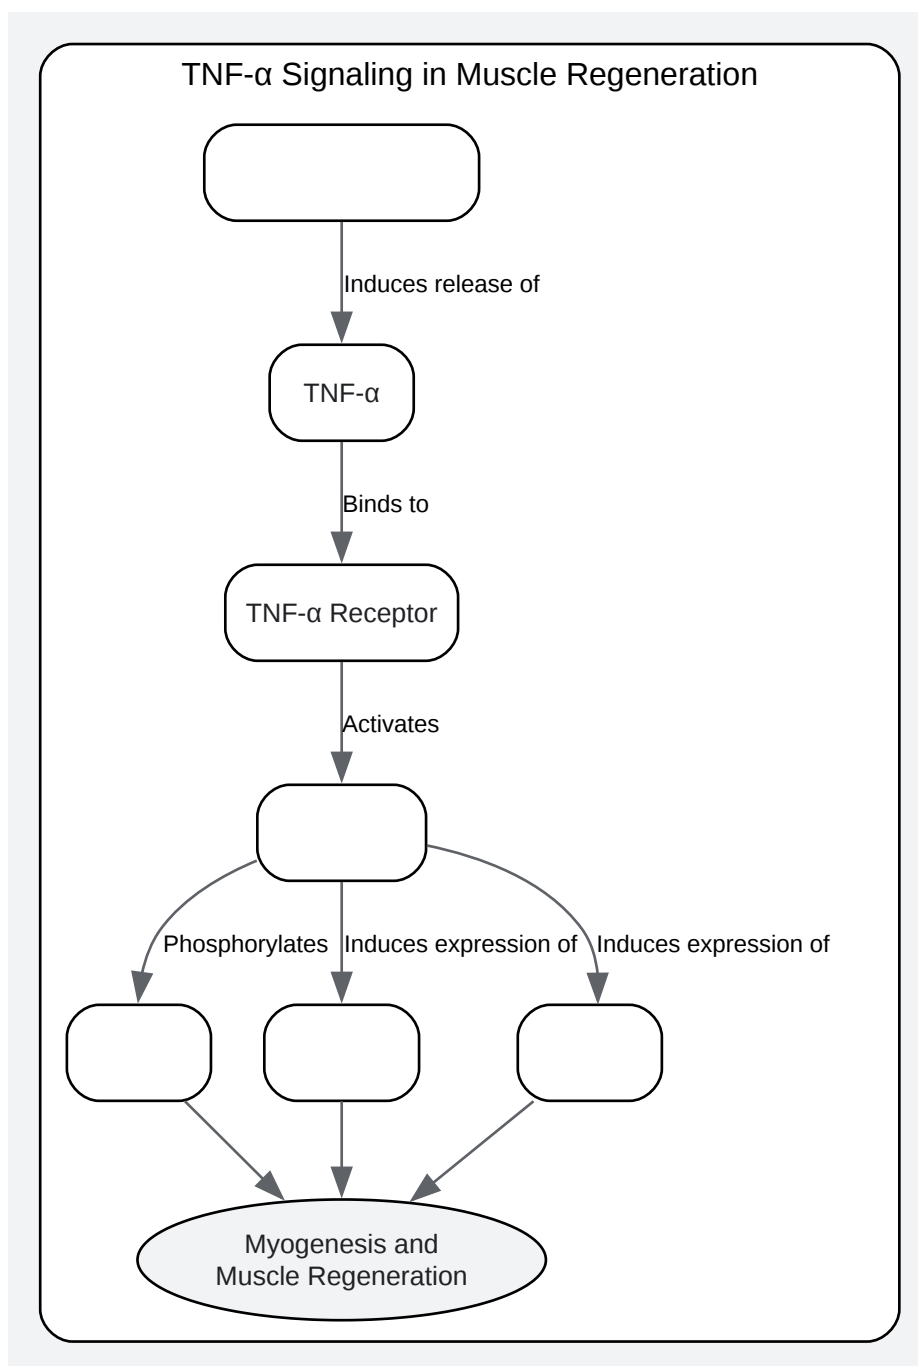 TNF-α Signaling in Muscle Regeneration
Induces release of
TNF-α
Binds to
TNF-α Receptor
Activates
Phosphorylates
Induces expression of
Induces expression of
Myogenesis and
Muscle Regeneration